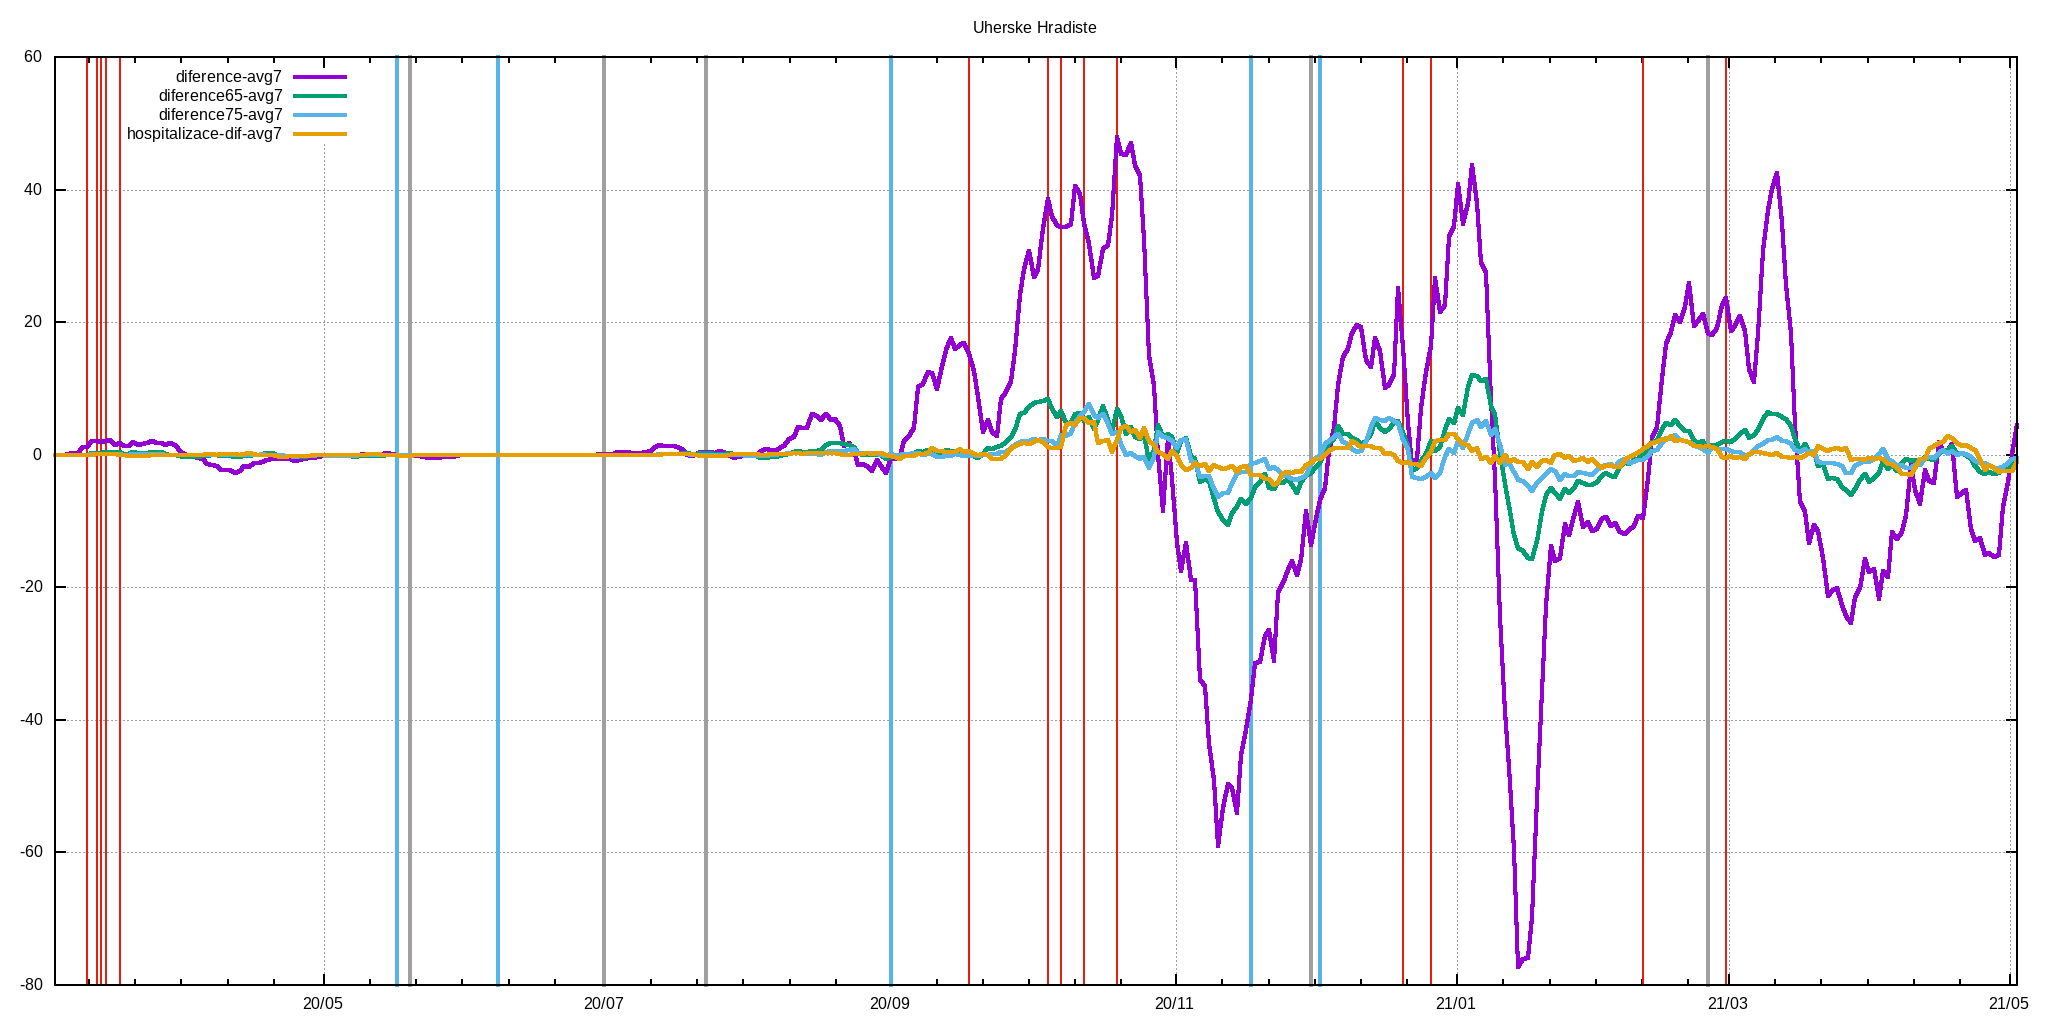 Uherske Hradiste
60
40
20
0
-20
-40
-60
-80
diference-avg7
diference65-avg7
diference75-avg7
hospitalizace-dif-avg7
20/05 20/07 20/09 20/11 21/01 21/03 21/05